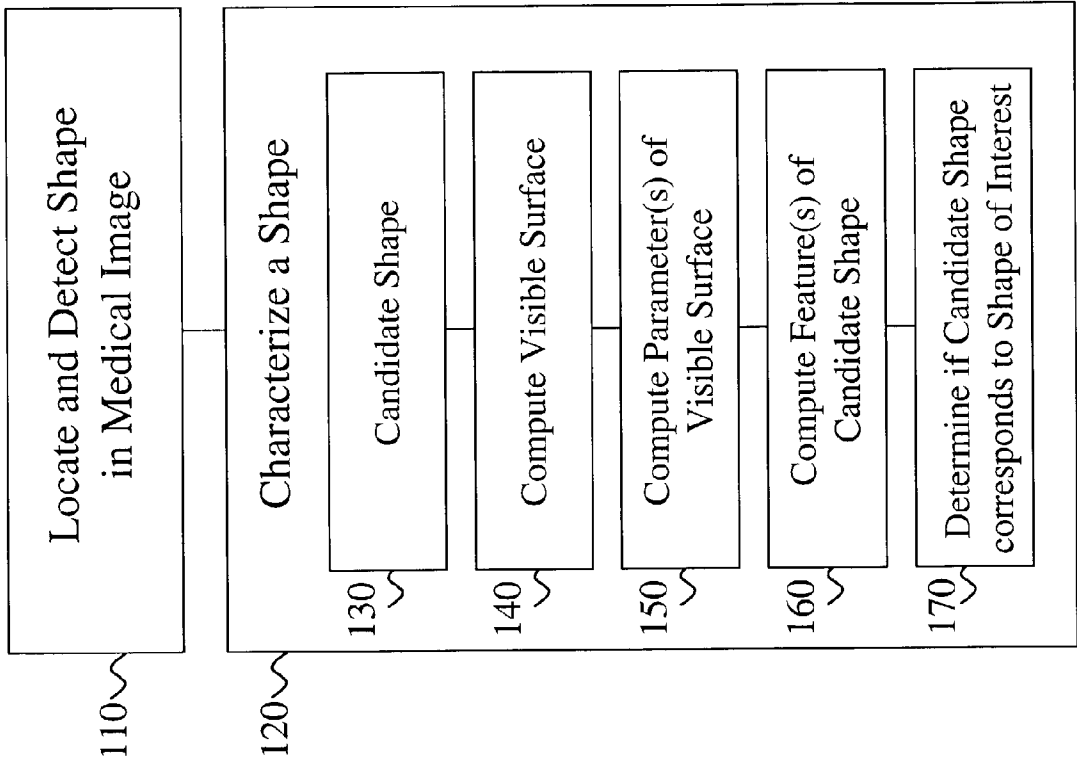 110
Locate and Detect Shape
in Medical Image
120
Characterize a Shape
130
Candidate Shape
140
Compute Visible Surface
150
Compute Parameter(s) of
Visible Surface
160
Compute Feature(s) of
Candidate Shape
170
Determine if Candidate Shape
corresponds to Shape of Interest